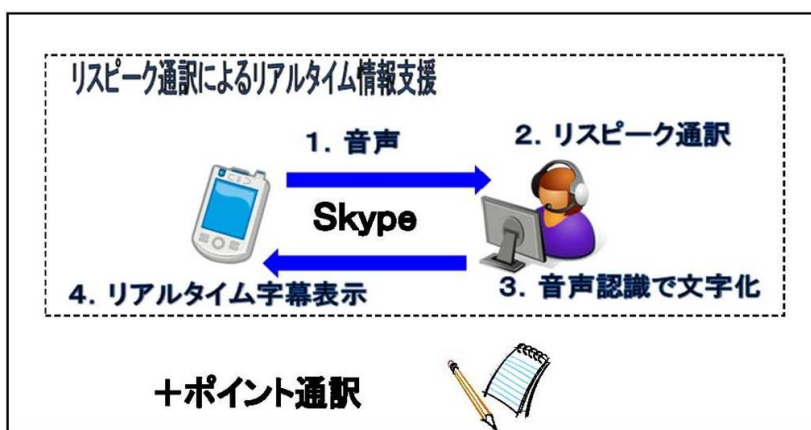 リスピーク通訳によるリアルタイム情報支援
1. 音声
2. リスピーク通訳
Skype
4. リアルタイム字幕表示
3. 音声認識で文字化
＋ポイント通訳